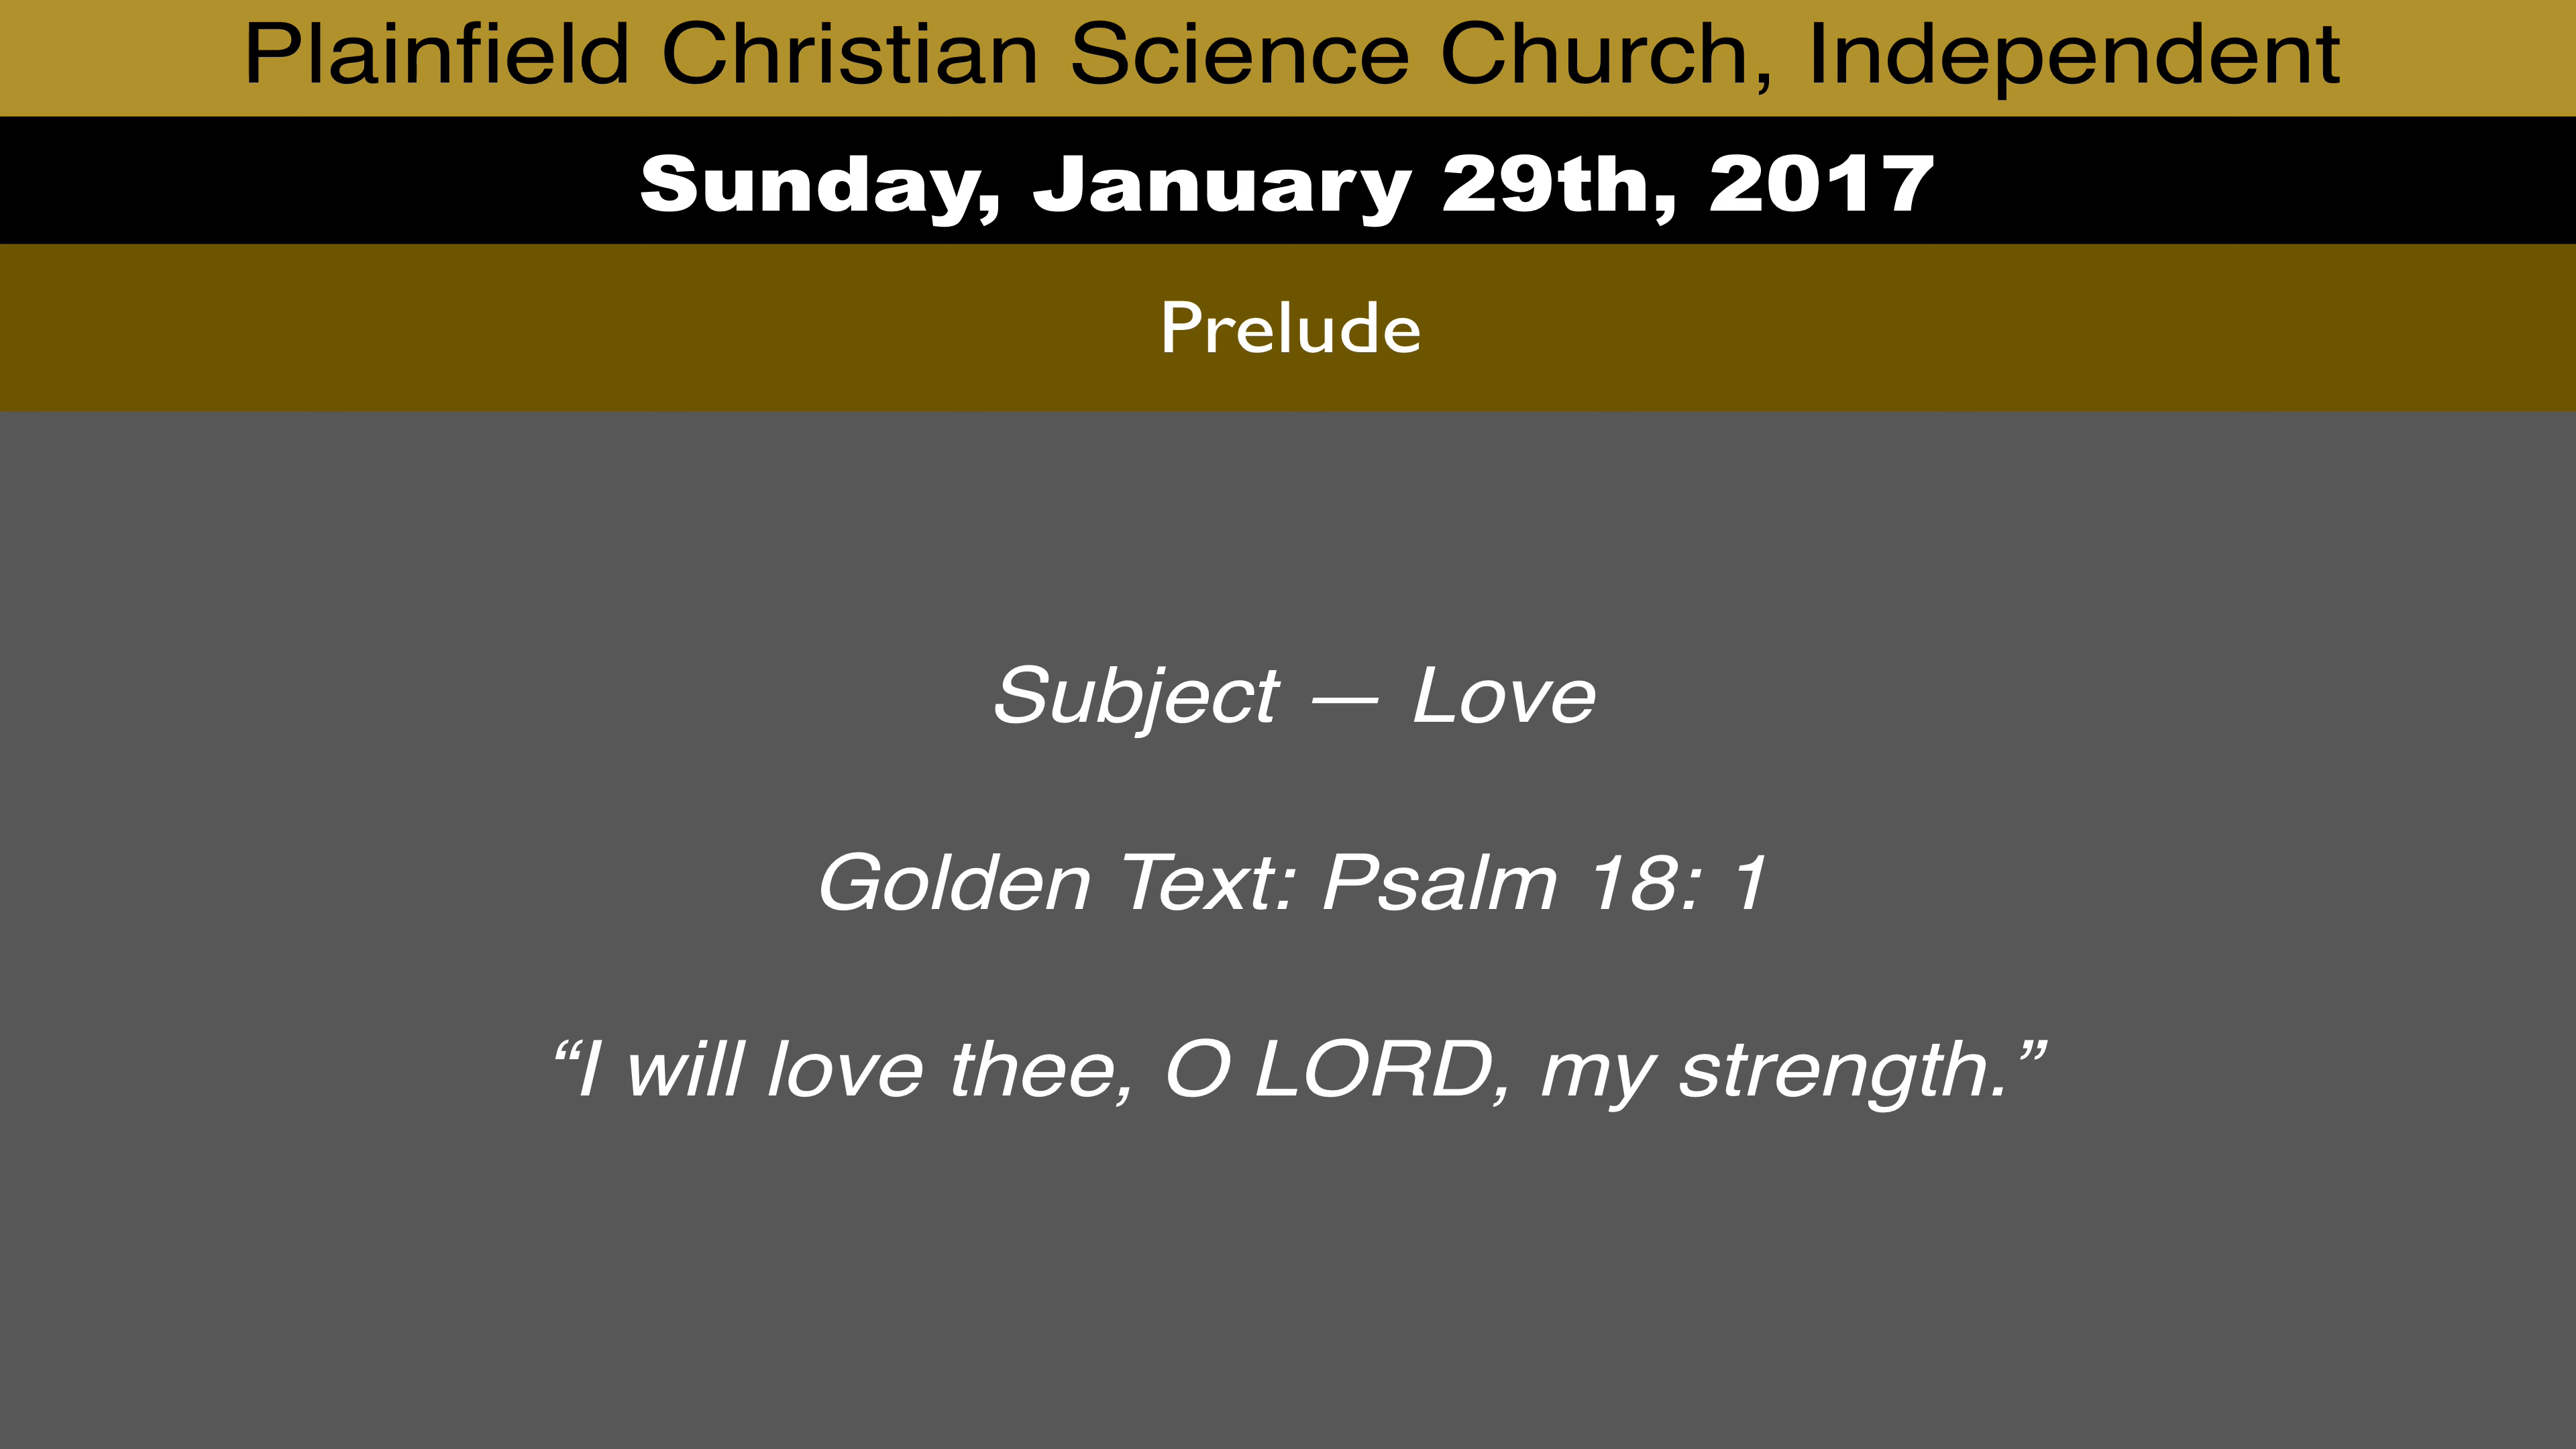 Plainfield Christian Science Church, Independent
Sunday, January 29th, 2017
Prelude
Subject — Love
Golden Text: Psalm 18: 1
“I will love thee, O LORD, my strength.”